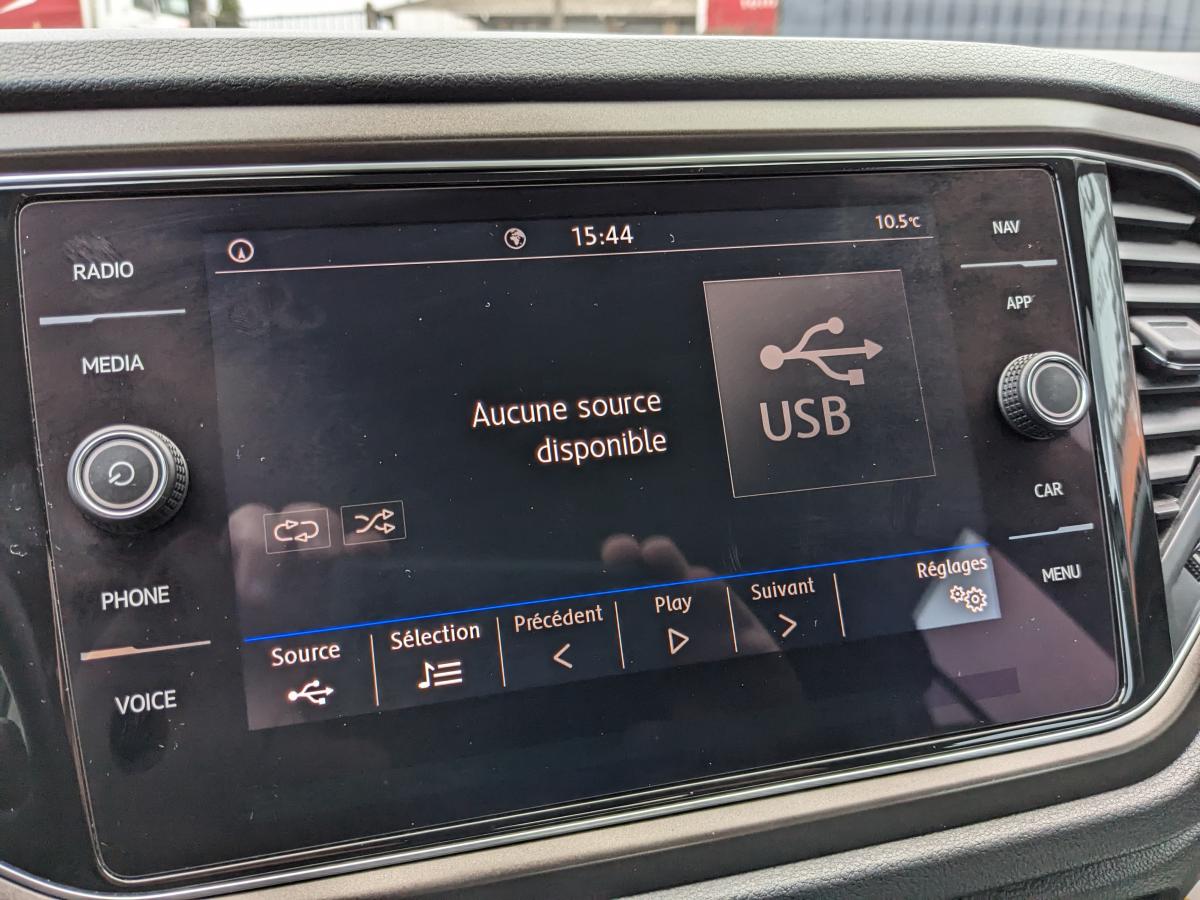 RADIO
MEDIA
PHONE
VOICE
15:44
10.5°C
Aucune source
disponible
USB
Source
Sélection
Précédent
Play
Suivant
Réglages
NAV
APP
CAR
MENU